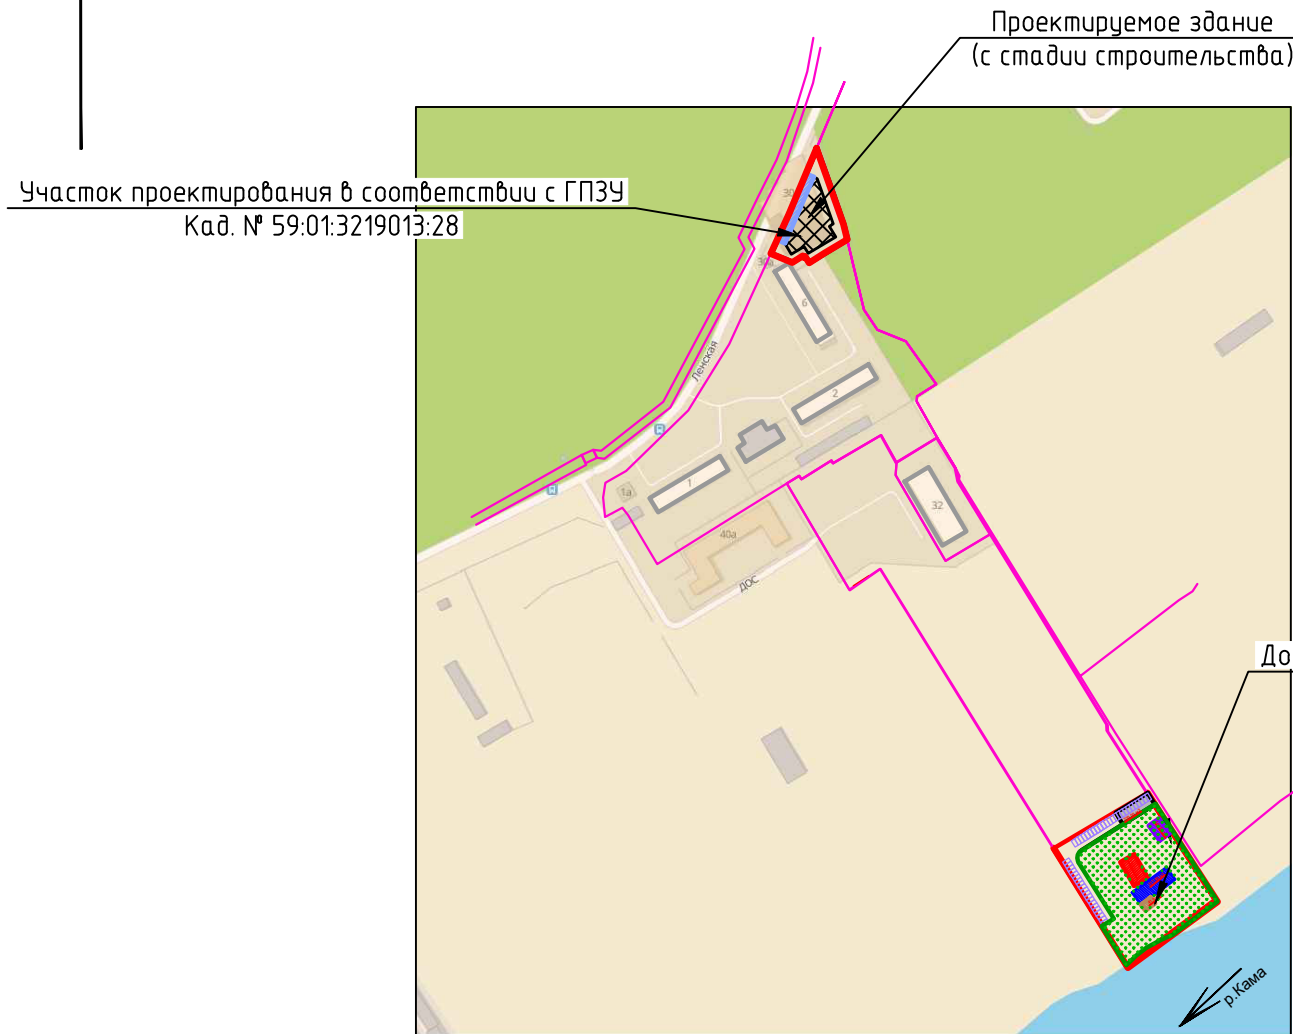 Проектируемое здание
(с стадии строительства)
Участок проектирования в соответствии с ГПЗУ
Кад. № 59:01:3219013:28
30
30а
6
Ленская
2
1
1а
32
40а
ДОС
До
р.Кама